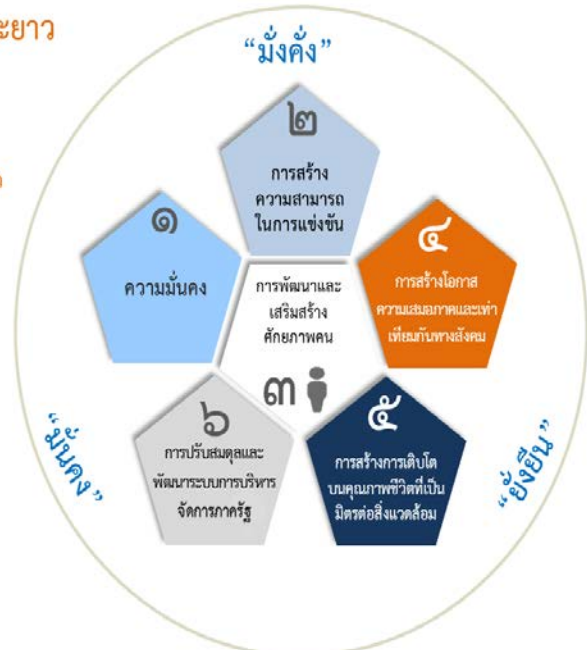 ะยาว
“มั่งคั่ง”
๒
การสร้าง
ความสามารถ
ในการแข่งขัน
๑
ความมั่นคง
การพัฒนาและ
เสริมสร้าง
ศักยภาพคน
๓
๔
การสร้างโอกาส
ความเสมอภาคและเท่า
เทียมกันทางสังคม
๖
การปรับสมดุลและ
พัฒนาระบบการบริหาร
จัดการภาครัฐ
๕
การสร้างการเติบโต
บนคุณภาพชีวิตที่เป็น
มิตรต่อสิ่งแวดล้อม
“มั่นคง”
“ยั่งยืน”